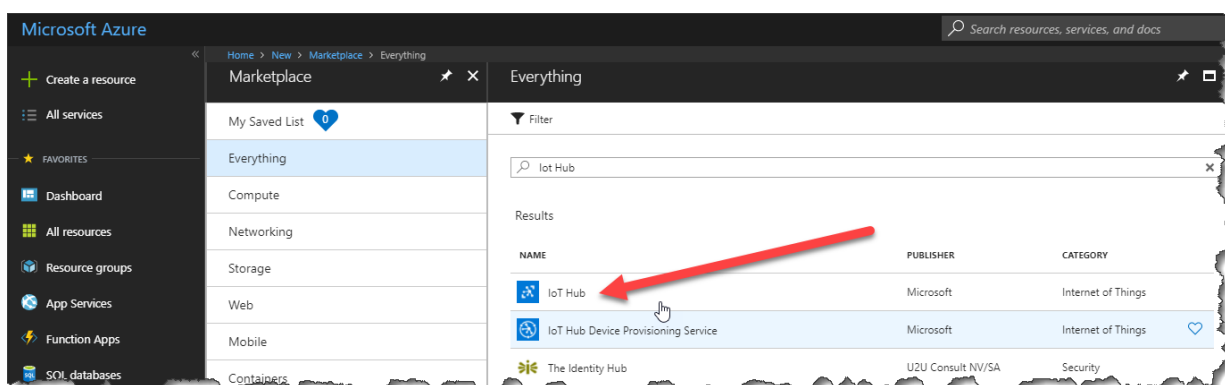 Microsoft Azure
Search resources, services, and docs
«
Home > New > Marketplace > Everything
Create a resource
All services
FAVORITES
Dashboard
All resources
Resource groups
App Services
Function Apps
SQL databases
Marketplace
My Saved List 0
Everything
Compute
Networking
Storage
Web
Mobile
Containers
Everything
Filter
Iot Hub
Results
NAME PUBLISHER CATEGORY
IoT Hub Microsoft Internet of Things
IoT Hub Device Provisioning Service Microsoft Internet of Things
The Identity Hub U2U Consult NV/SA Security